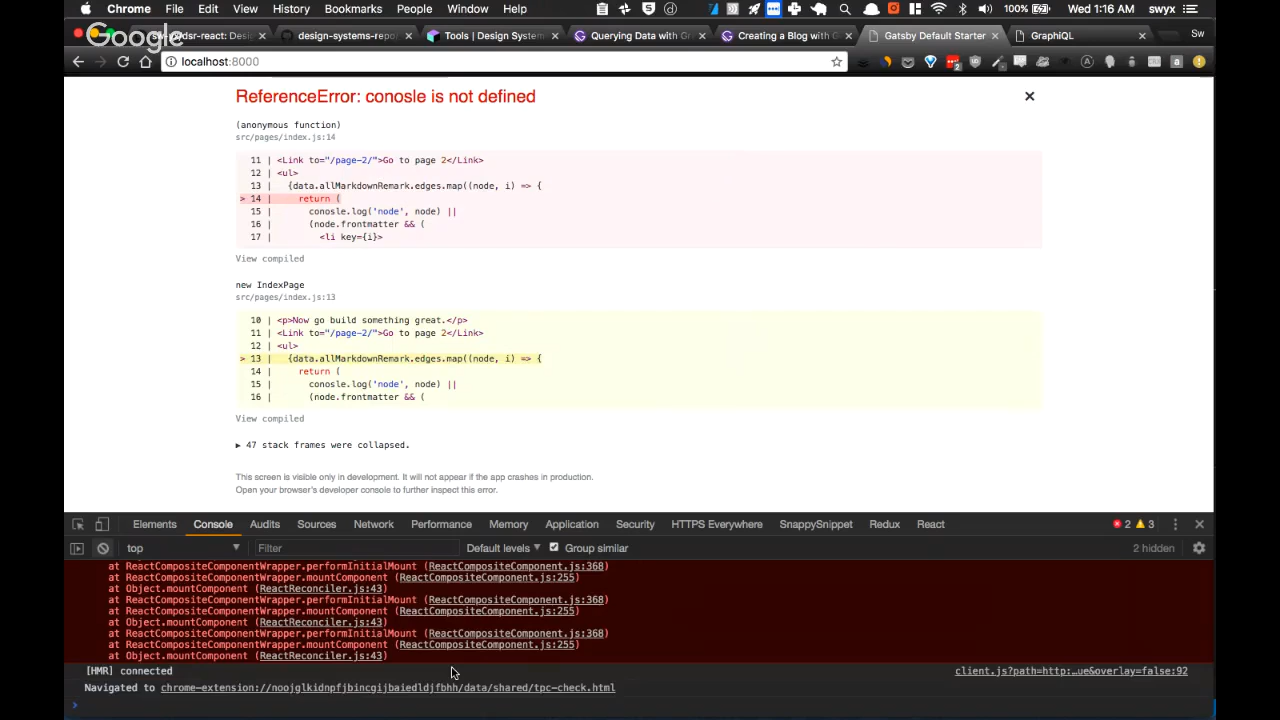 Chrome File Edit View History Bookmarks People Window Help 100% Wed 1:16 AM swyx
Google
dsr-react: Design design-systems-repo Tools | Design System Querying Data with Gr Creating a Blog with G Gatsby Default Starter GraphiQL Sw
localhost:8000
ReferenceError: conosle is not defined
(anonymous function)
src/pages/index.js:14
11 | <Link to="/page-2/">Go to page 2</Link>
12 | <ul>
13 | {data.allMarkdownRemark.edges.map((node, i) => {
> 14 | return (
15 | conosle.log('node', node) ||
16 | (node.frontmatter && (
17 | <li key={i}>
View compiled
new IndexPage
src/pages/index.js:13
10 | <p>Now go build something great.</p>
11 | <Link to="/page-2/">Go to page 2</Link>
12 | <ul>
> 13 | {data.allMarkdownRemark.edges.map((node, i) => {
14 | return (
15 | conosle.log('node', node) ||
16 | (node.frontmatter && (
View compiled
▶ 47 stack frames were collapsed.
This screen is visible only in development. It will not appear if the app crashes in production.
Open your browser's developer console to further inspect this error.
Elements Console Audits Sources Network Performance Memory Application Security HTTPS Everywhere SnappySnippet Redux React 2 3
top Filter Default levels Group similar 2 hidden
at ReactCompositeComponentWrapper.performInitialMount (ReactCompositeComponent.js:368)
at ReactCompositeComponentWrapper.mountComponent (ReactCompositeComponent.js:255)
at Object.mountComponent (ReactReconciler.js:43)
at ReactCompositeComponentWrapper.performInitialMount (ReactCompositeComponent.js:368)
at ReactCompositeComponentWrapper.mountComponent (ReactCompositeComponent.js:255)
at Object.mountComponent (ReactReconciler.js:43)
at ReactCompositeComponentWrapper.performInitialMount (ReactCompositeComponent.js:368)
at ReactCompositeComponentWrapper.mountComponent (ReactCompositeComponent.js:255)
at Object.mountComponent (ReactReconciler.js:43)
[HMR] connected client.js?path=http:…ue&overlay=false:92
Navigated to chrome-extension://noojglkidnpfjbincgijbaiedldjfbhh/data/shared/tpc-check.html